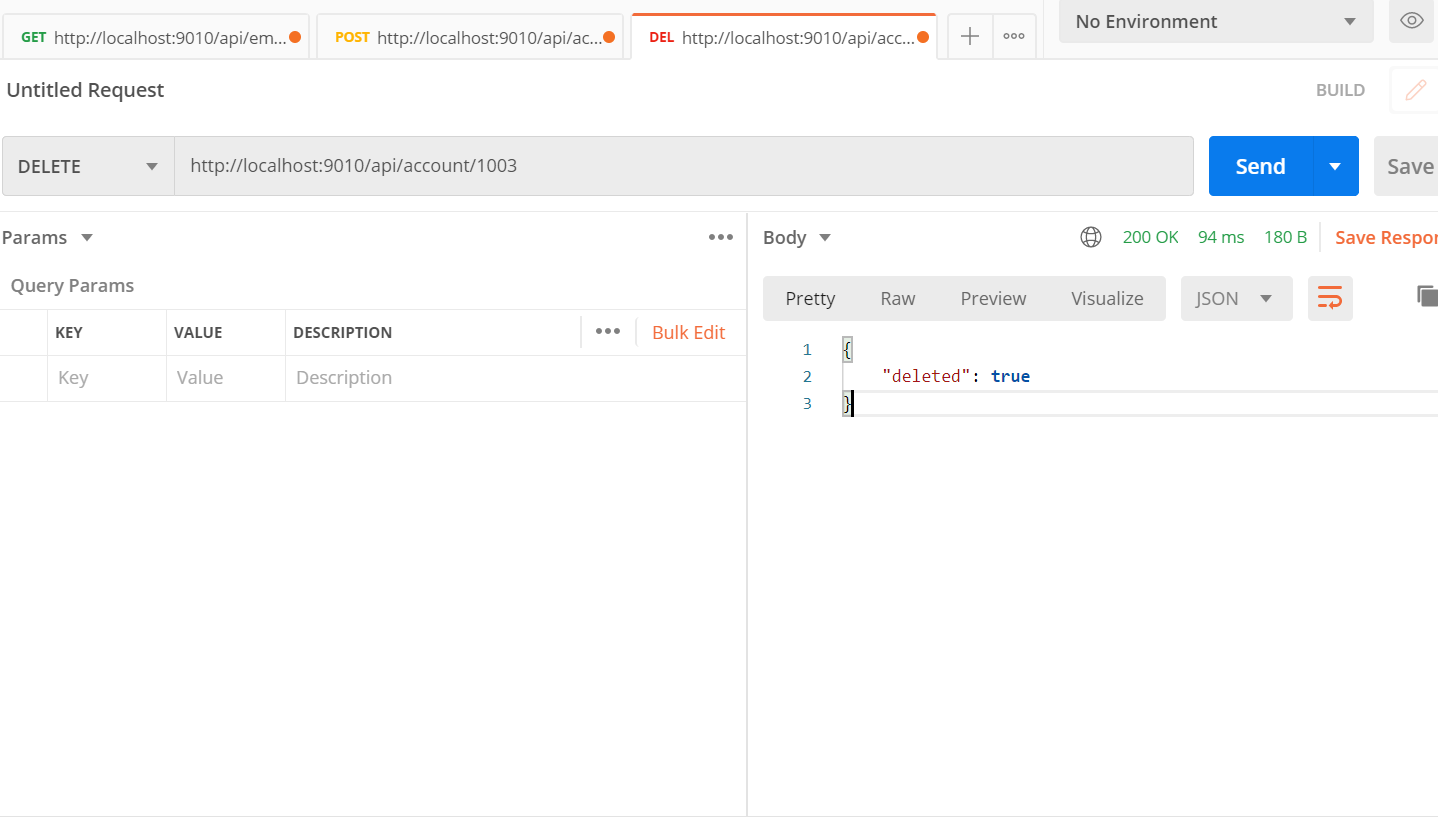 GET http://localhost:9010/api/em... POST http://localhost:9010/api/ac... DEL http://localhost:9010/api/acc... No Environment
Untitled Request BUILD
DELETE http://localhost:9010/api/account/1003 Send Save
Params Body 200 OK 94 ms 180 B Save Respon
Query Params Pretty Raw Preview Visualize JSON
KEY VALUE DESCRIPTION Bulk Edit
Key Value Description
1 {
2 "deleted": true
3 }